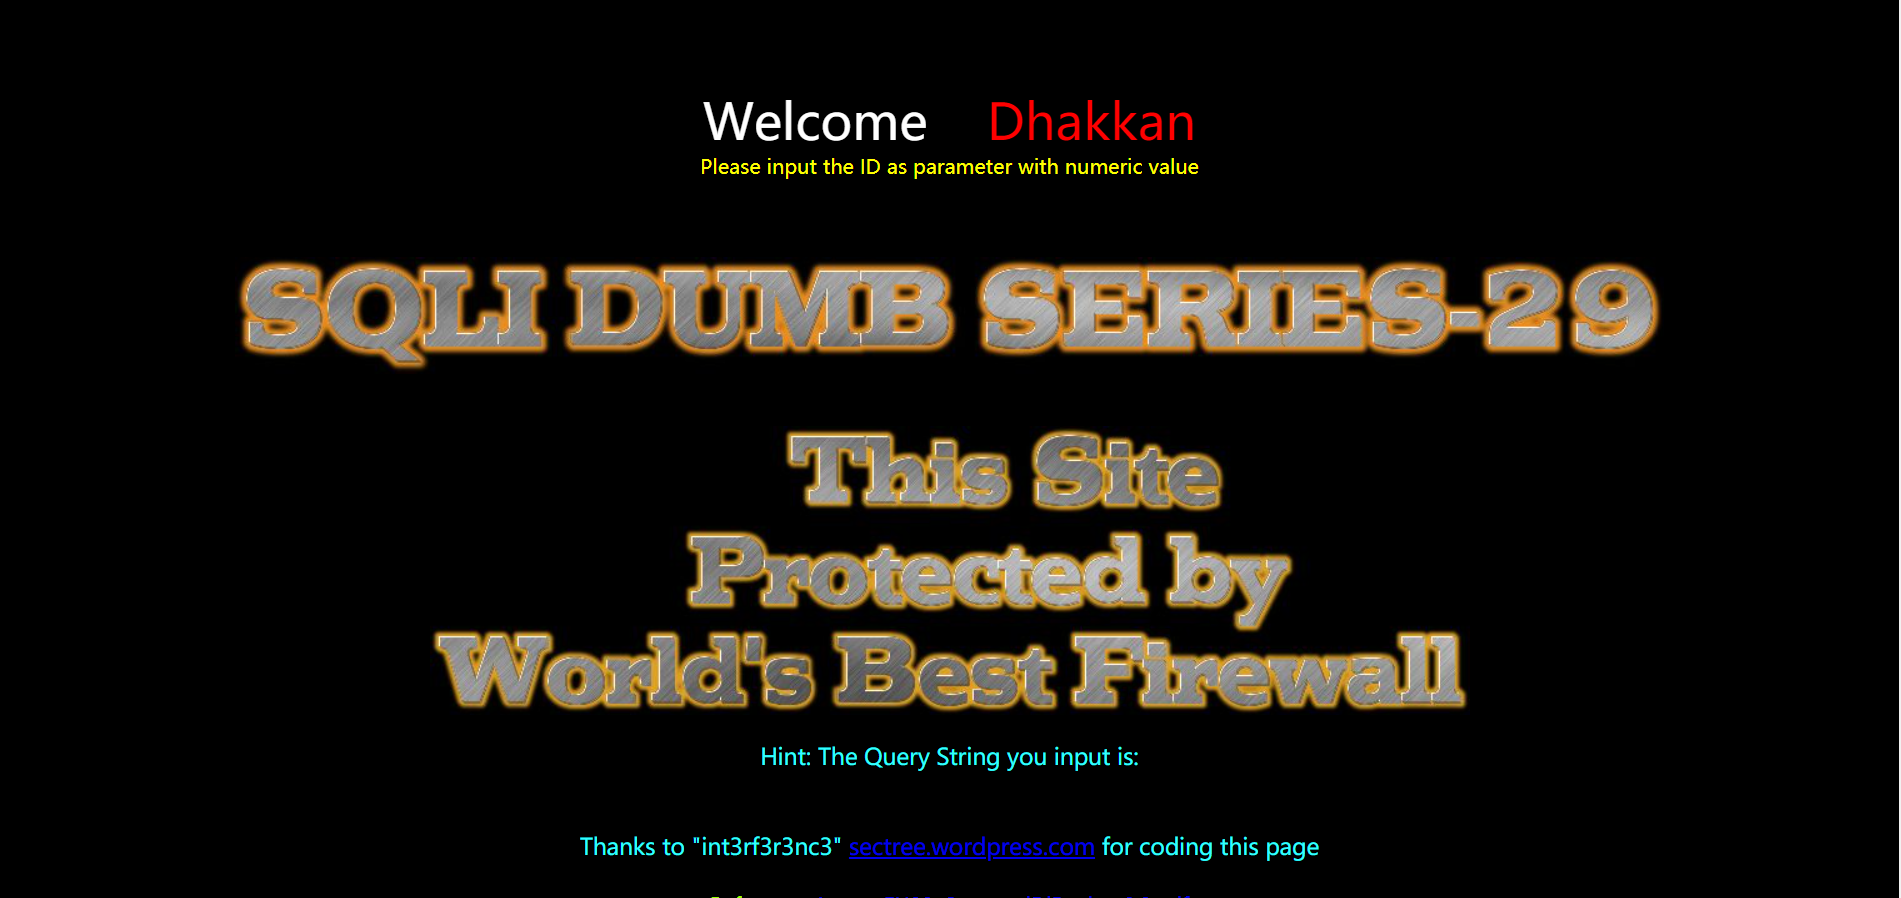 Welcome Dhakkan
Please input the ID as parameter with numeric value
SQLI DUMB SERIES-29
This Site
Protected by
World's Best Firewall
Hint: The Query String you input is:
Thanks to "int3rf3r3nc3" sectree.wordpress.com for coding this page